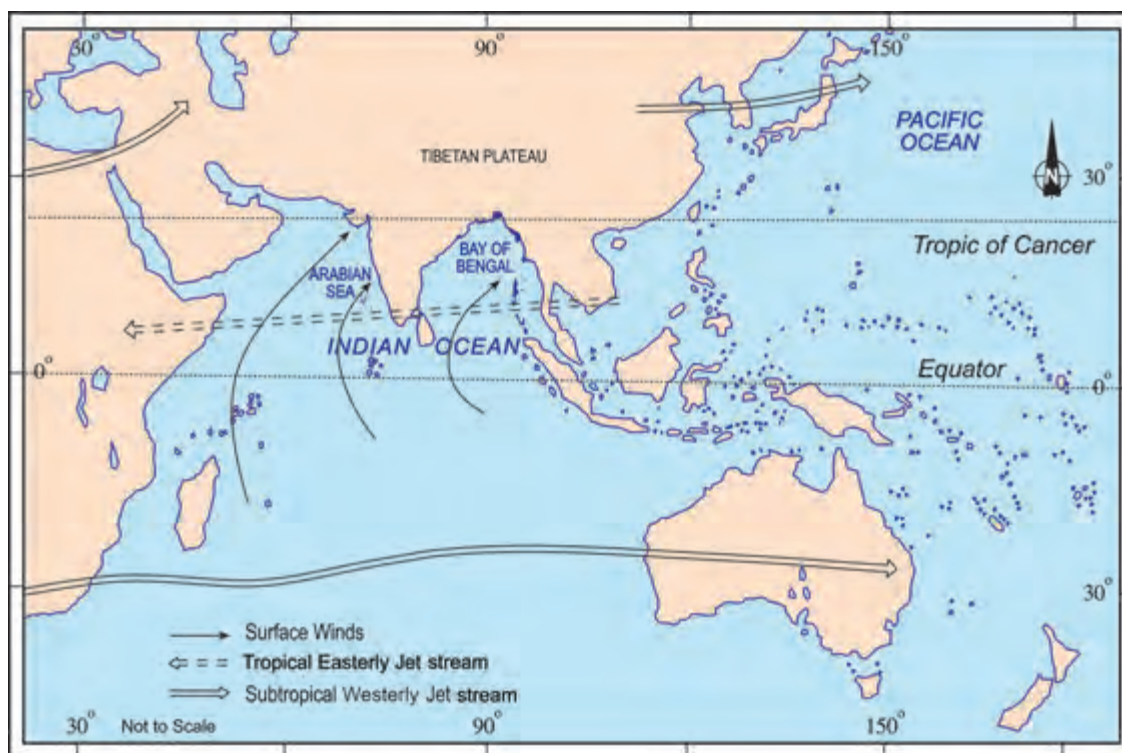 30°
90°
150°
PACIFIC
OCEAN
TIBETAN PLATEAU
N
30°
Tropic of Cancer
BAY OF
BENGAL
ARABIAN
SEA
INDIAN OCEAN
Equator
0°
0°
30°
Surface Winds
Tropical Easterly Jet stream
Subtropical Westerly Jet stream
30°
Not to Scale
90°
150°